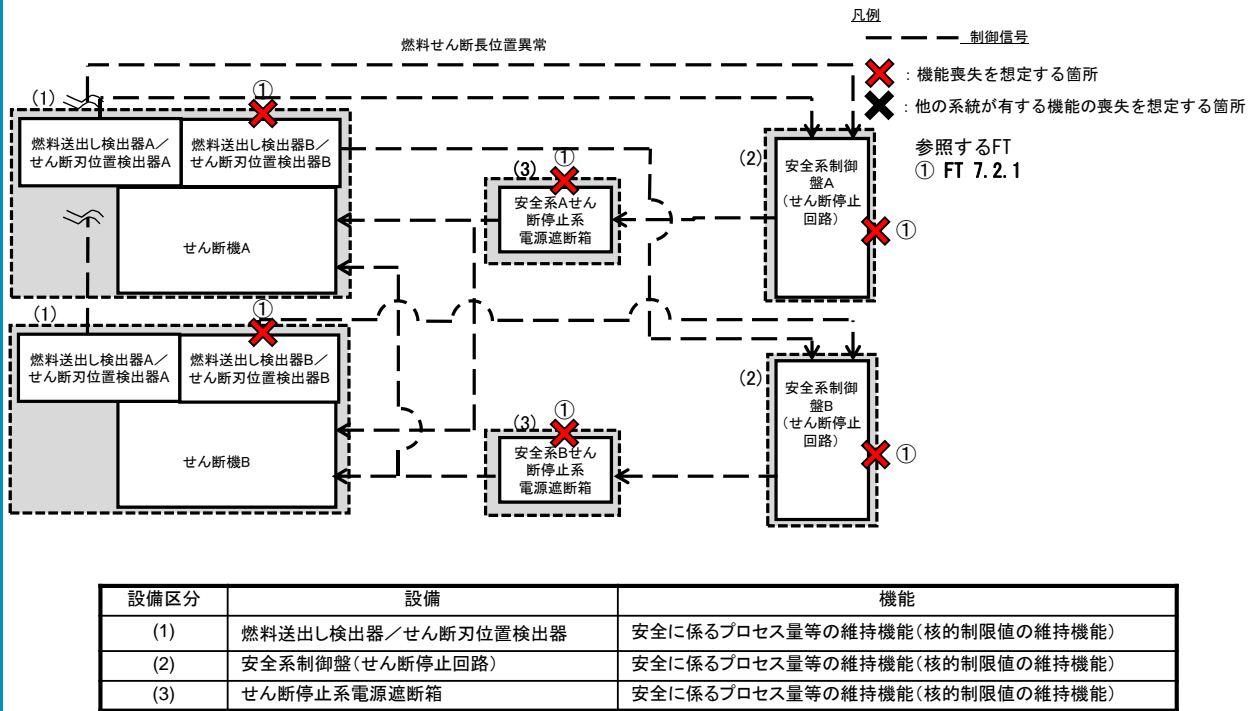 凡例
制御信号
燃料せん断長位置異常
：機能喪失を想定する箇所
：他の系統が有する機能の喪失を想定する箇所
参照するFT
① FT 7.2.1
(1)
①
燃料送出し検出器A／
せん断刃位置検出器A
燃料送出し検出器B／
せん断刃位置検出器B
せん断機A
(3)
①
安全系Aせん
断停止系
電源遮断箱
(2)
安全系制御
盤A
（せん断停止
回路）
①
(1)
①
燃料送出し検出器A／
せん断刃位置検出器A
燃料送出し検出器B／
せん断刃位置検出器B
せん断機B
(3)
①
安全系Bせん
断停止系
電源遮断箱
(2)
安全系制御
盤B
（せん断停止
回路）
①
設備区分 設備 機能
(1) 燃料送出し検出器／せん断刃位置検出器 安全に係るプロセス量等の維持機能（核的制限値の維持機能）
(2) 安全系制御盤（せん断停止回路） 安全に係るプロセス量等の維持機能（核的制限値の維持機能）
(3) せん断停止系電源遮断箱 安全に係るプロセス量等の維持機能（核的制限値の維持機能）